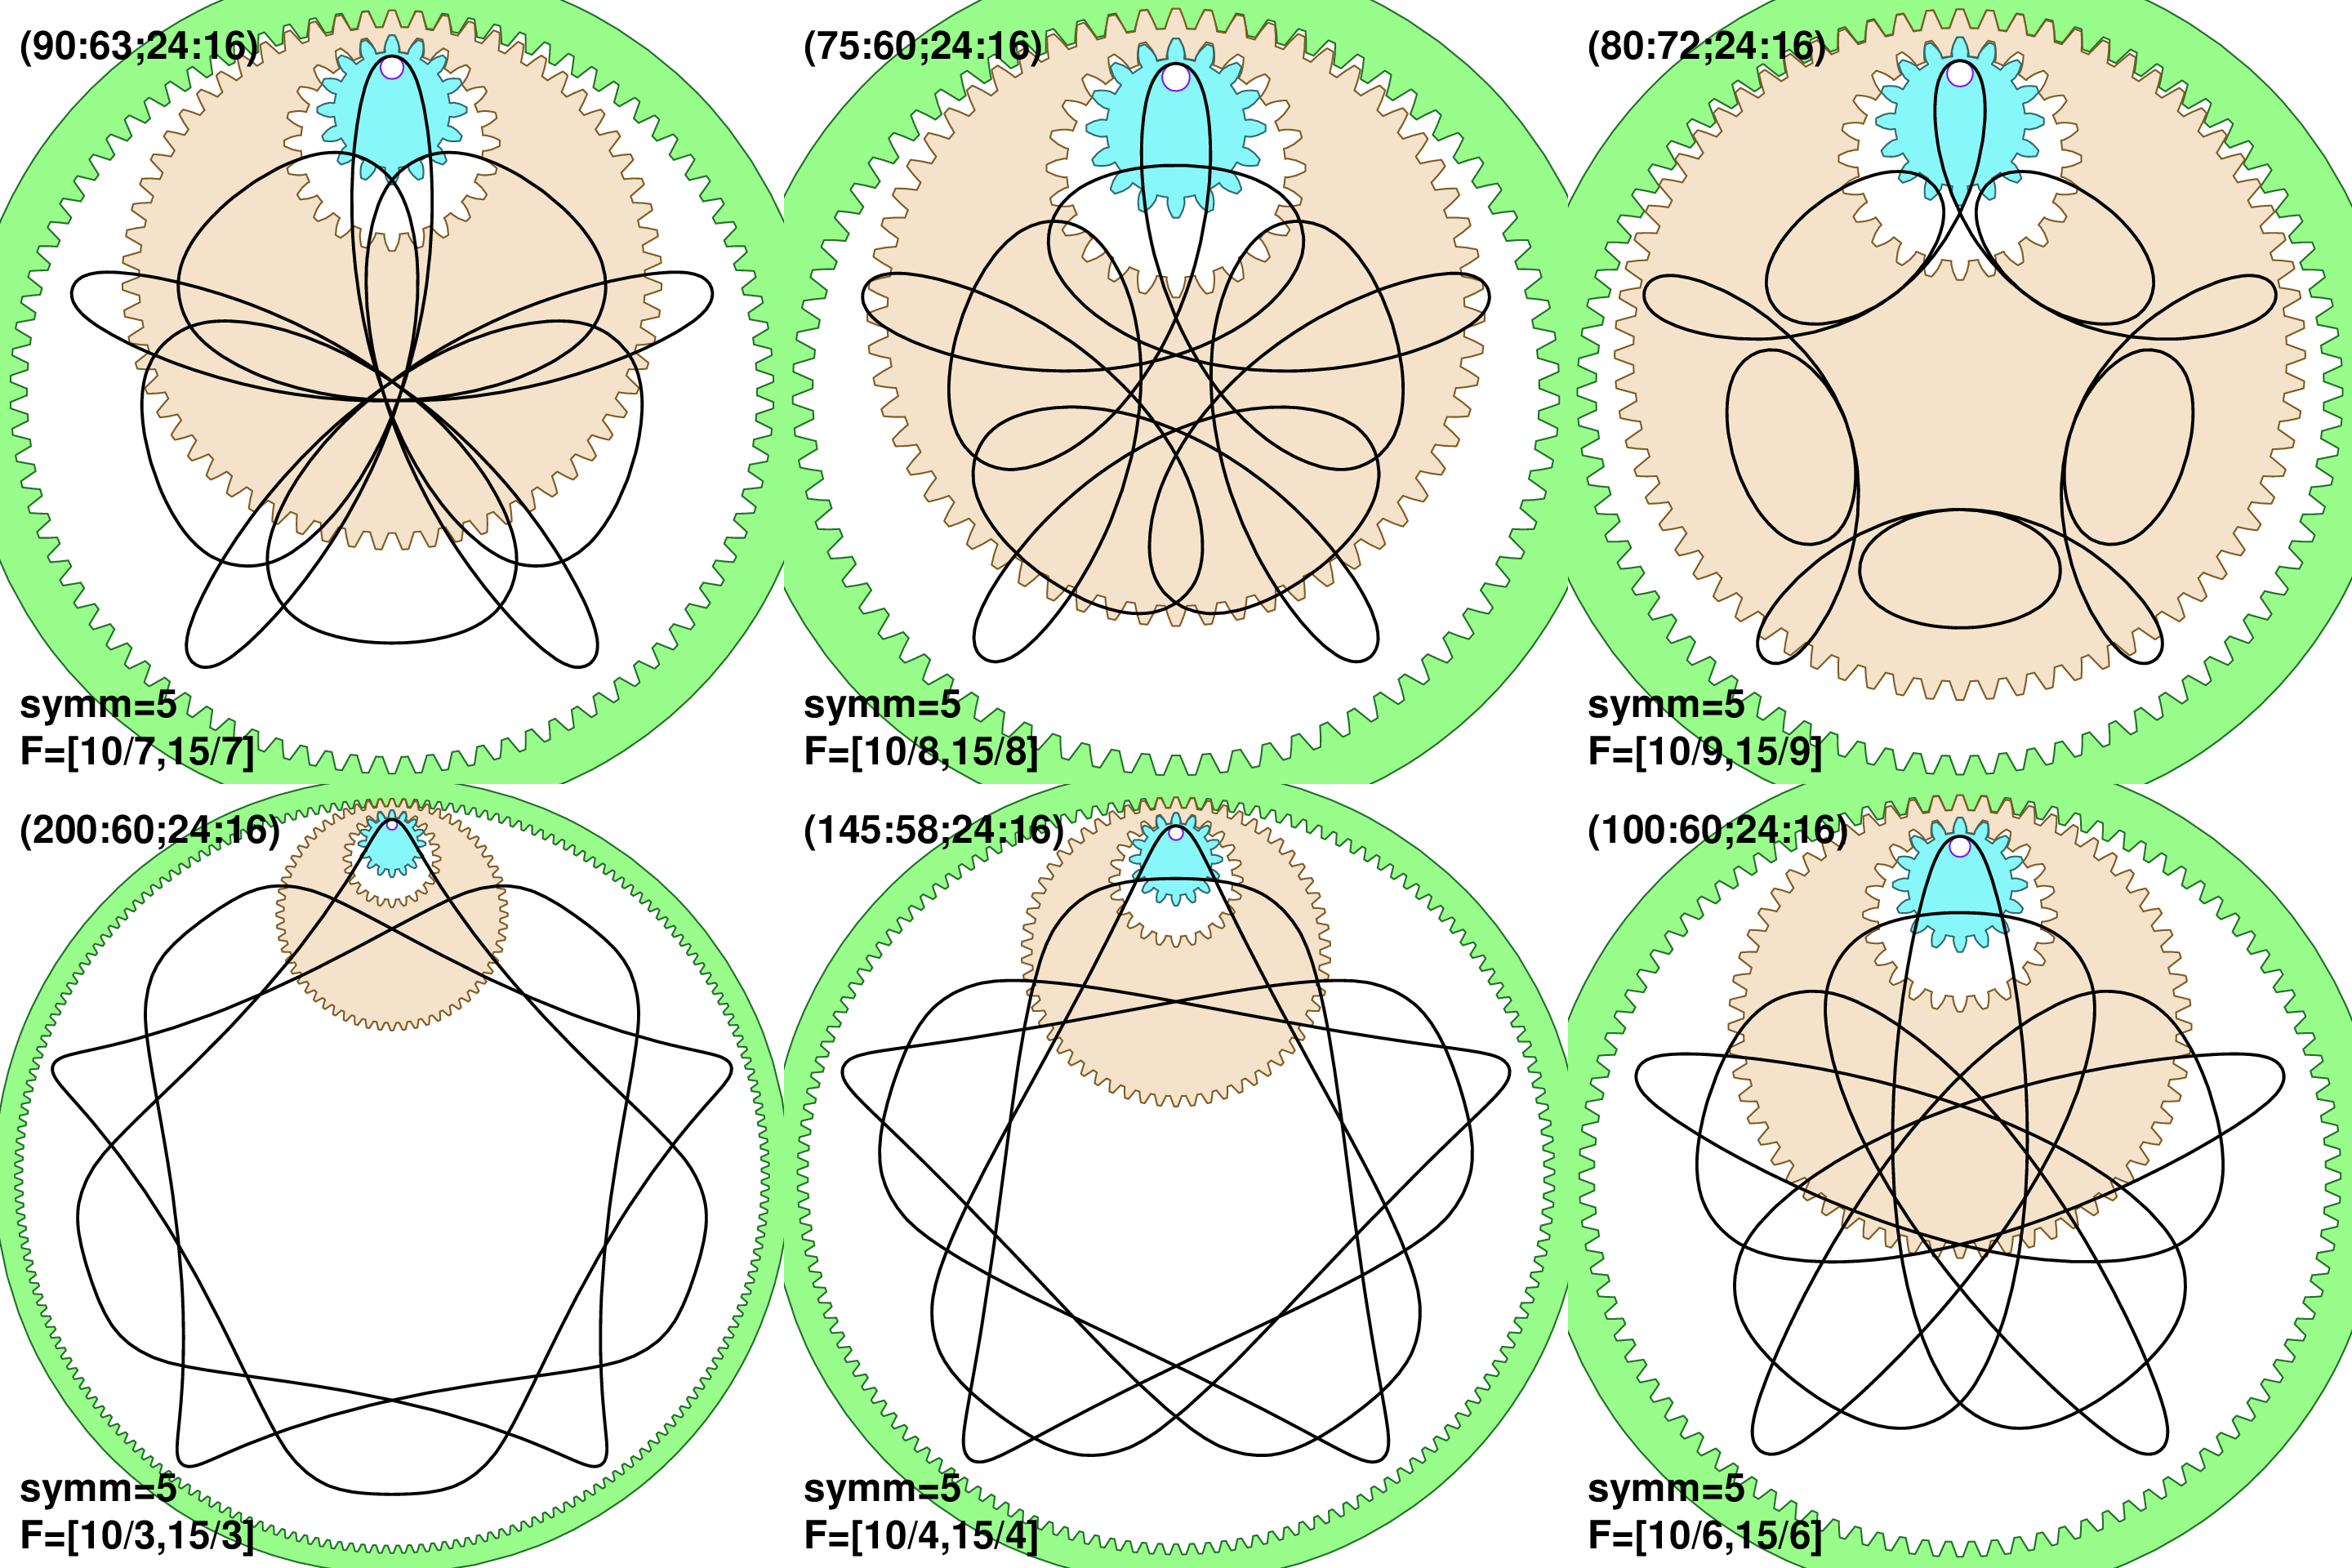 (90:63;24:16)
symm=5
F=[10/7,15/7]
(75:60;24:16)
symm=5
F=[10/8,15/8]
(80:72;24:16)
symm=5
F=[10/9,15/9]
(200:60;24:16)
symm=5
F=[10/3,15/3]
(145:58;24:16)
symm=5
F=[10/4,15/4]
(100:60;24:16)
symm=5
F=[10/6,15/6]